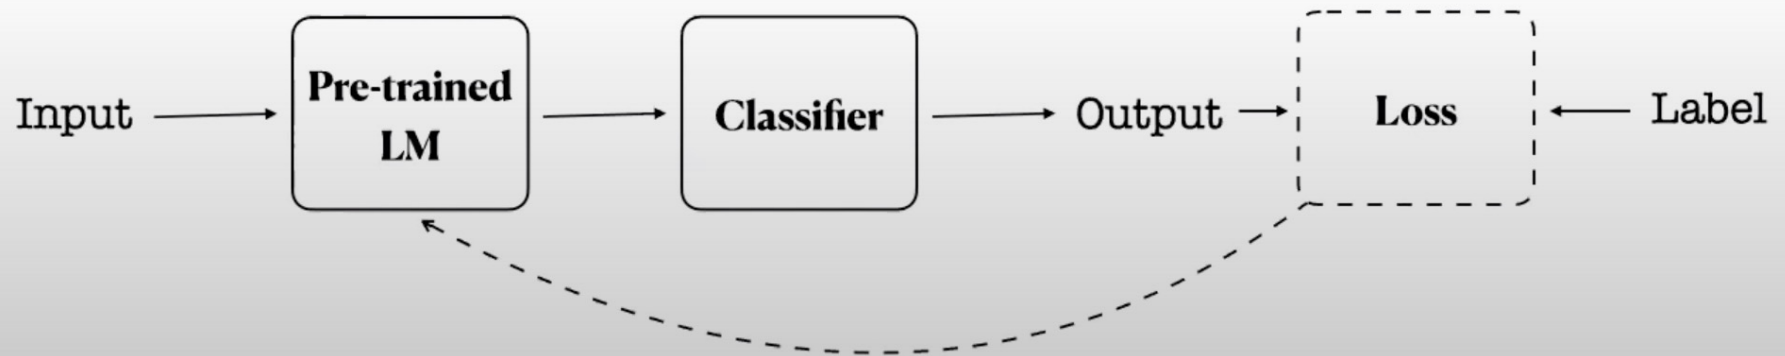 Input
Pre-trained
LM
Classifier
Output
Loss
Label